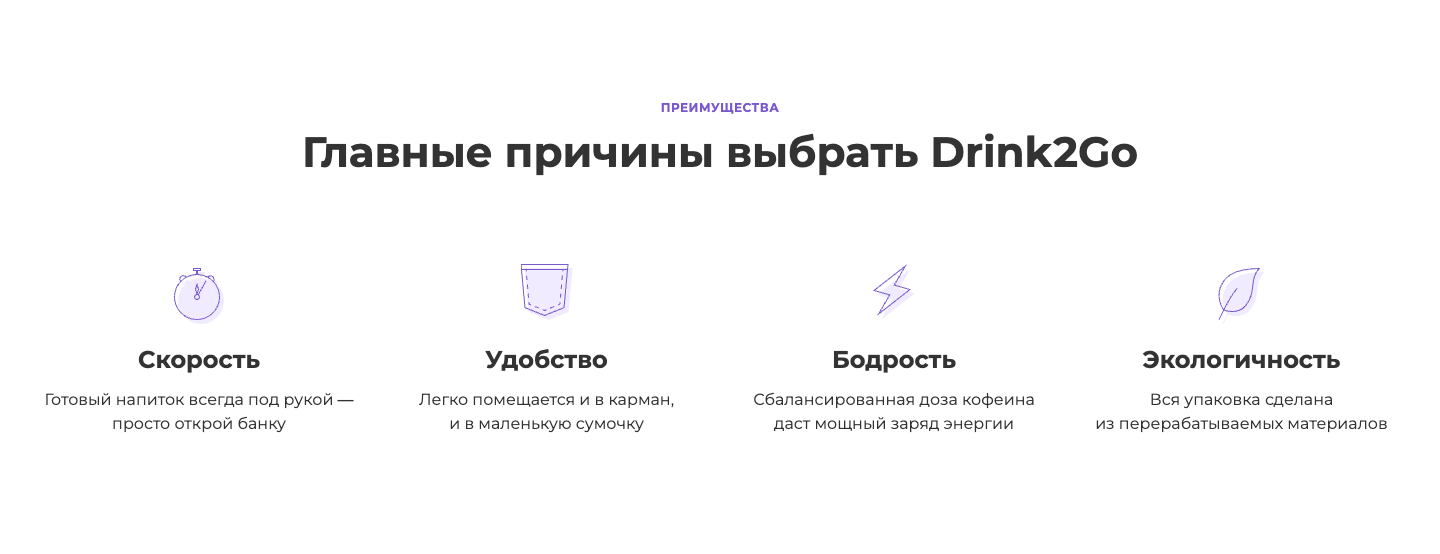 ПРЕИМУЩЕСТВА
Главные причины выбрать Drink2Go
Скорость
Готовый напиток всегда под рукой —
просто открой банку
Удобство
Легко помещается и в карман,
и в маленькую сумочку
Бодрость
Сбалансированная доза кофеина
даст мощный заряд энергии
Экологичность
Вся упаковка сделана
из перерабатываемых материалов